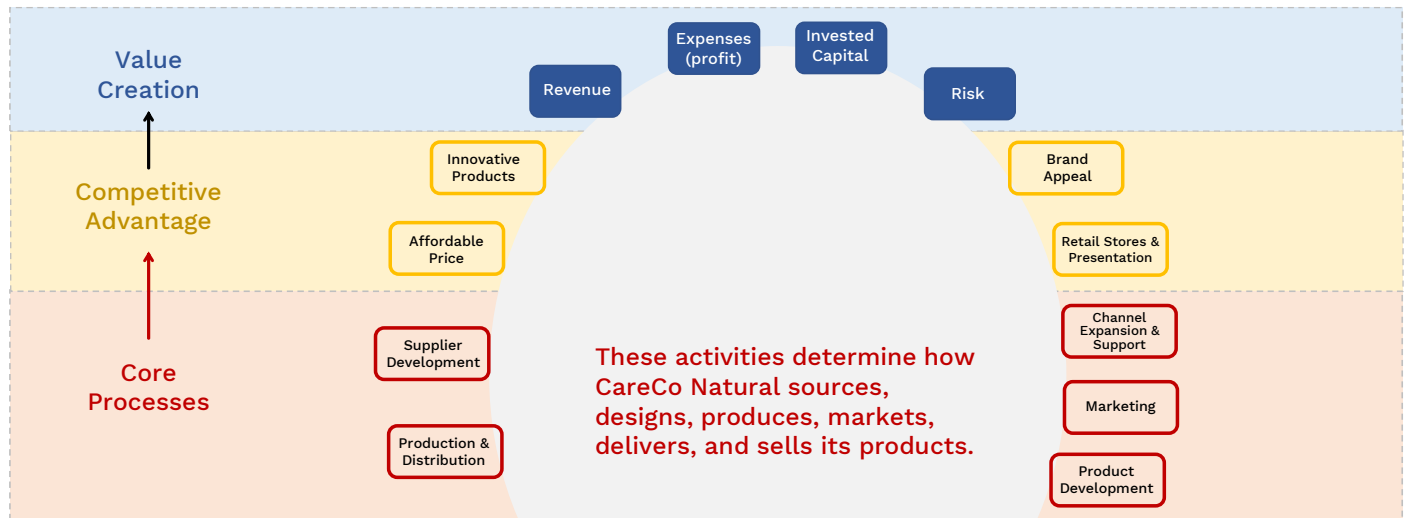 Value
Creation
Revenue
Expenses
(profit)
Invested
Capital
Risk
Competitive
Advantage
Innovative
Products
Brand
Appeal
Affordable
Price
Retail Stores &
Presentation
Core
Processes
Supplier
Development
Production &
Distribution
These activities determine how
CareCo Natural sources,
designs, produces, markets,
delivers, and sells its products.
Channel
Expansion &
Support
Marketing
Product
Development